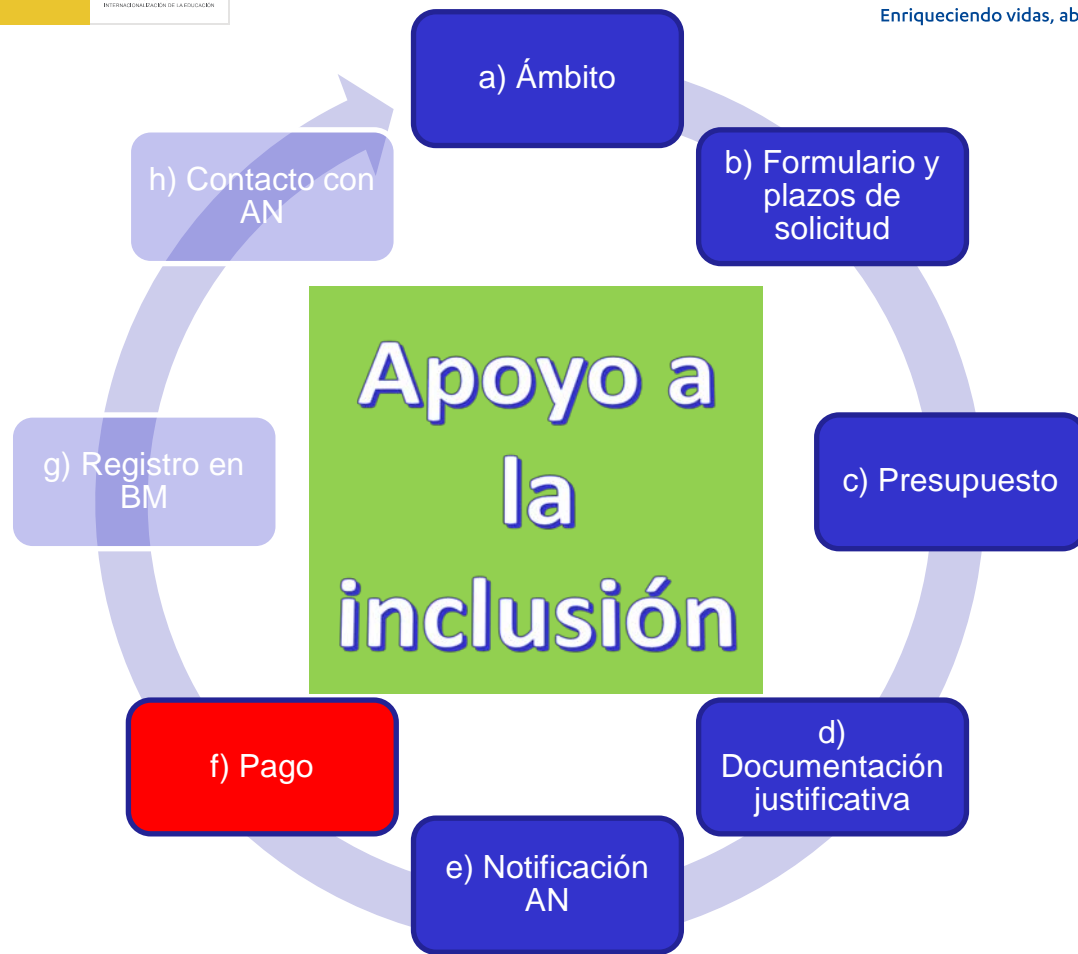 INTERNACIONALIZACIÓN DE LA EDUCACIÓN
Enriqueciendo vidas, ab
a) Ámbito
b) Formulario y
plazos de
solicitud
c) Presupuesto
d)
Documentación
justificativa
e) Notificación
AN
f) Pago
g) Registro en
BM
h) Contacto con
AN
Apoyo a
la
inclusión